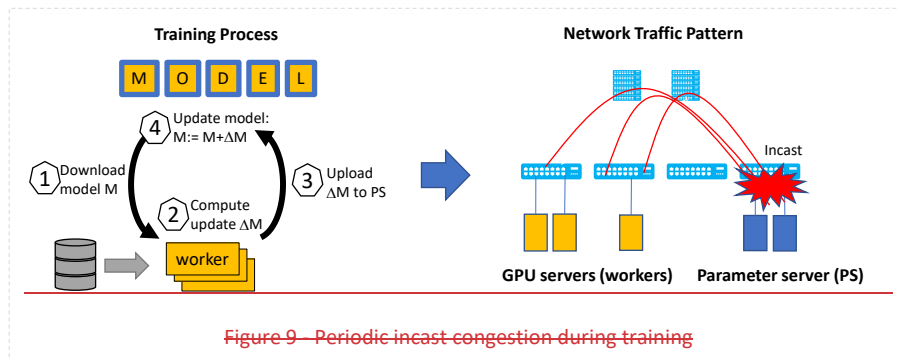 Training Process
Network Traffic Pattern
M O D E L
4
Update model:
M:= M+ΔM
1
Download
model M
3
Upload
ΔM to PS
2
Compute
update ΔM
worker
Incast
GPU servers (workers)
Parameter server (PS)
Figure 9 - Periodic incast congestion during training